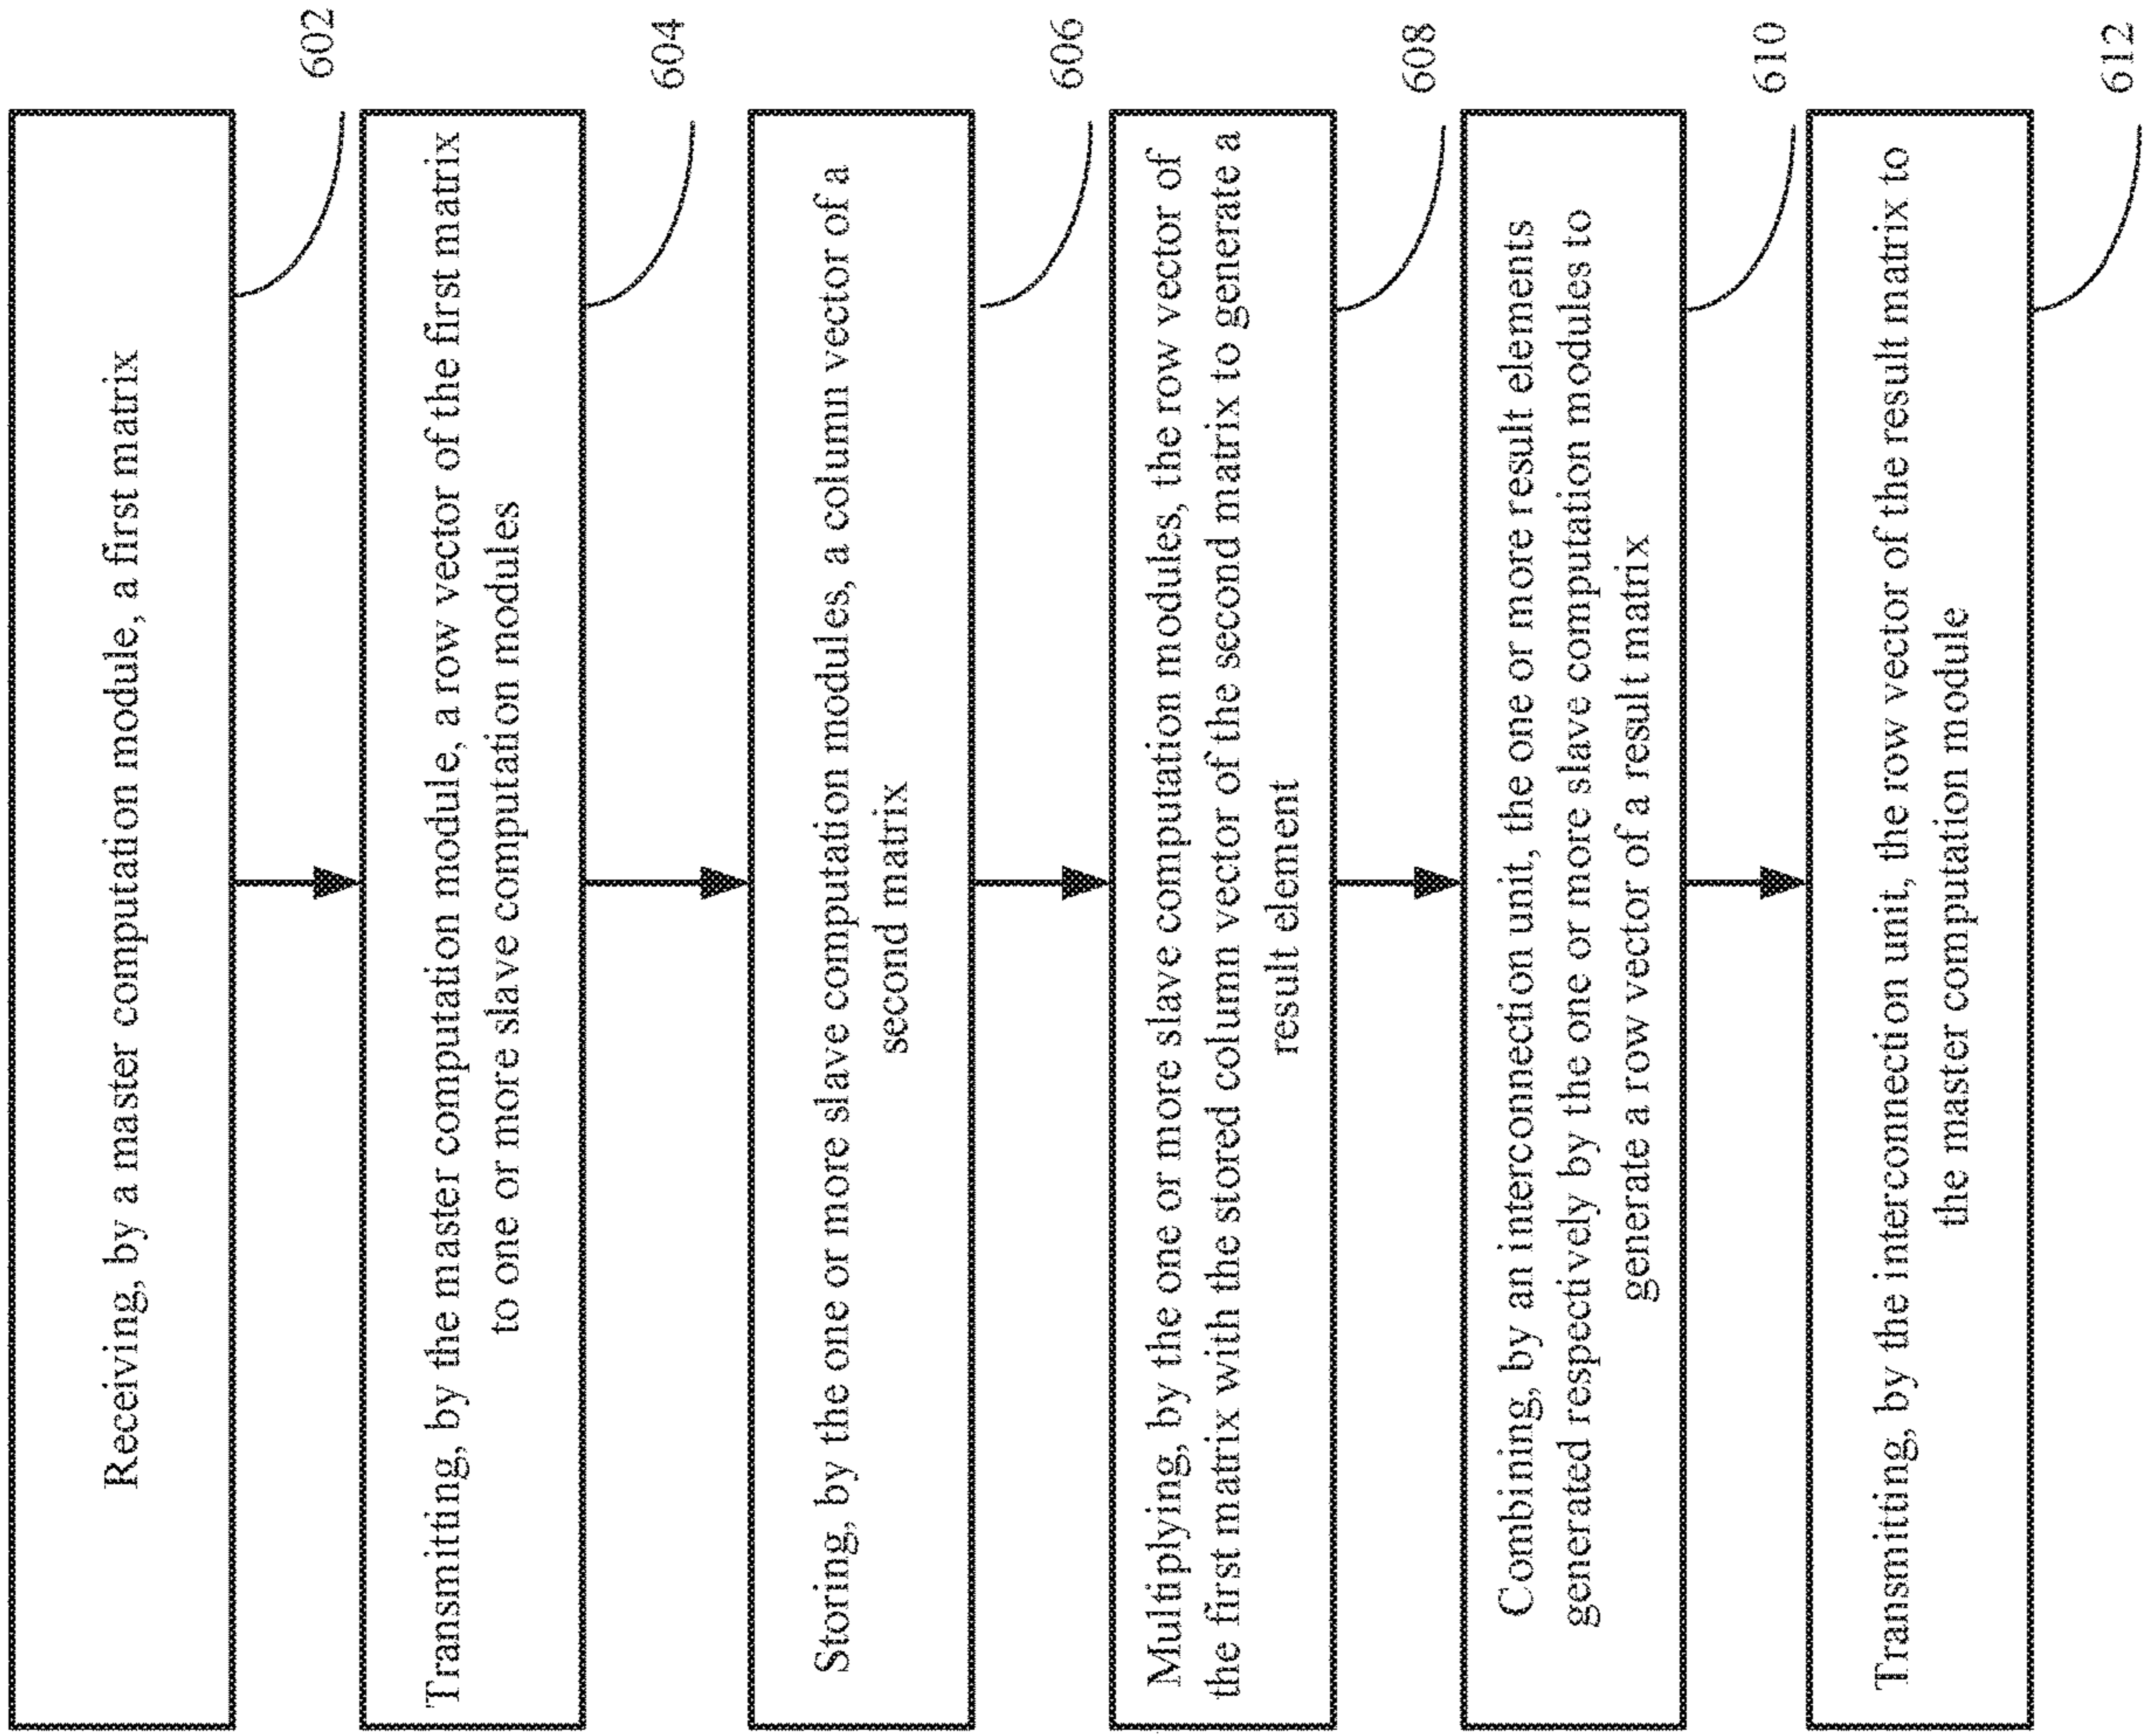 Receiving, by a master computation module, a first matrix
602
Transmitting, by the master computation module, a row vector of the first matrix
to one or more slave computation modules
604
Storing, by the one or more slave computation modules, a column vector of a
second matrix
606
Multiplying, by the one or more slave computation modules, the row vector of
the first matrix with the stored column vector of the second matrix to generate a
result element
608
Combining, by an interconnection unit, the one or more result elements
generated respectively by the one or more slave computation modules to
generate a row vector of a result matrix
610
Transmitting, by the interconnection unit, the row vector of the result matrix to
the master computation module
612